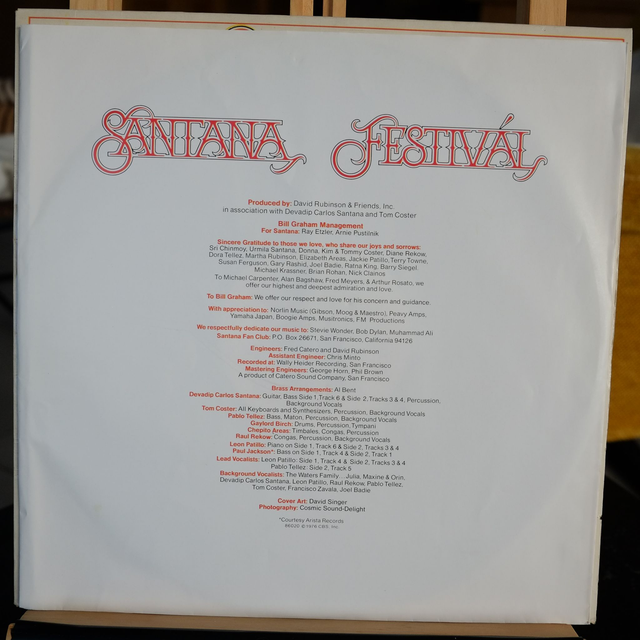 SANTANA FESTIVÁL
Produced by: David Rubinson & Friends, Inc.
in association with Devadip Carlos Santana and Tom Coster
Bill Graham Management
For Santana: Ray Etzler, Arnie Pustilnik
Sincere Gratitude to those we love, who share our joys and sorrows:
Sri Chinmoy, Urmila Santana, Donna, Kim & Tommy Coster, Diane Rekow,
Dora Tellez, Martha Rubinson, Elizabeth Areas, Jackie Patillo, Terry Towne,
Susan Ferguson, Gary Rashid, Joel Badie, Ratna King, Barry Siegel,
Michael Krassner, Brian Rohan, Nick Clainos
To Michael Carpenter, Alan Bagshaw, Fred Meyers, & Arthur Rosato, we
offer our highest and deepest admiration and love.
To Bill Graham: We offer our respect and love for his concern and guidance.
With appreciation to: Norlin Music (Gibson, Moog & Maestro), Peavy Amps,
Yamaha Japan, Boogie Amps, Musitronics, FM Productions
We respectfully dedicate our music to: Stevie Wonder, Bob Dylan, Muhammad Ali
Santana Fan Club: P.O. Box 26671, San Francisco, California 94126
Engineers: Fred Catero and David Rubinson
Assistant Engineer: Chris Minto
Recorded at: Wally Heider Recording, San Francisco
Mastering Engineers: George Horn, Phil Brown
A product of Catero Sound Company, San Francisco
Brass Arrangements: Al Bent
Devadip Carlos Santana: Guitar, Bass Side 1, Track 6 & Side 2, Tracks 3 & 4, Percussion,
Background Vocals
Tom Coster: All Keyboards and Synthesizers, Percussion, Background Vocals
Pablo Tellez: Bass, Maton, Percussion, Background Vocals
Gaylord Birch: Drums, Percussion, Tympani
Chepito Areas: Timbales, Congas, Percussion
Raul Rekow: Congas, Percussion, Background Vocals
Leon Patillo: Piano on Side 1, Track 6 & Side 2, Tracks 3 & 4
Paul Jackson*: Bass on Side 1, Track 4 & Side 2, Track 1
Lead Vocalists: Leon Patillo: Side 1, Track 4 & Side 2, Tracks 3 & 4
Pablo Tellez: Side 2, Track 5
Background Vocalists: The Waters Family... Julia, Maxine & Orin.
Devadip Carlos Santana, Leon Patillo, Raul Rekow, Pablo Tellez,
Tom Coster, Francisco Zavala, Joel Badie
Cover Art: David Singer
Photography: Cosmic Sound-Delight
*Courtesy Arista Records
86020 © 1976 CBS, Inc.